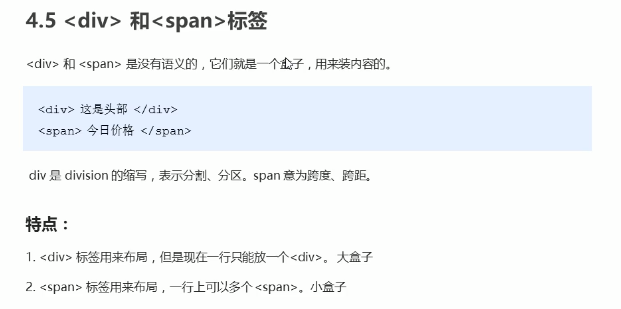 4.5 <div> 和<span>标签
<div> 和 <span> 是没有语义的，它们就是一个盒子，用来装内容的。
<div> 这是头部 </div>
<span> 今日价格 </span>
div 是 division 的缩写，表示分割、分区。span 意为跨度、跨距。
特点：
1. <div> 标签用来布局，但是现在一行只能放一个<div>。 大盒子
2. <span> 标签用来布局，一行上可以多个 <span>。小盒子